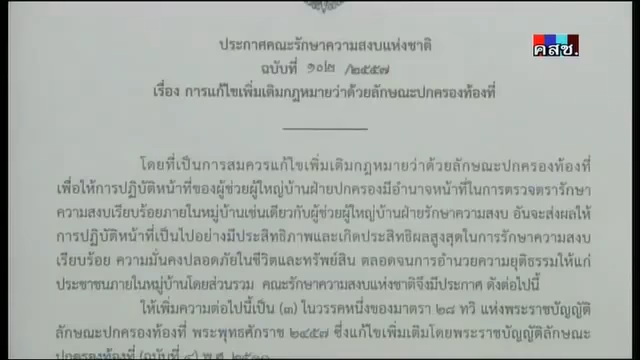 คสช.
ประกาศคณะรักษาความสงบแห่งชาติ
ฉบับที่ ๑๐๒ /๒๕๕๗
เรื่อง การแก้ไขเพิ่มเติมกฎหมายว่าด้วยลักษณะปกครองท้องที่
โดยที่เป็นการสมควรแก้ไขเพิ่มเติมกฎหมายว่าด้วยลักษณะปกครองท้องที่
เพื่อให้การปฏิบัติหน้าที่ของผู้ช่วยผู้ใหญ่บ้านฝ่ายปกครองมีอำนาจหน้าที่ในการตรวจตรารักษา
ความสงบเรียบร้อยภายในหมู่บ้านเช่นเดียวกับผู้ช่วยผู้ใหญ่บ้านฝ่ายรักษาความสงบ อันจะส่งผลให้
การปฏิบัติหน้าที่เป็นไปอย่างมีประสิทธิภาพและเกิดประสิทธิผลสูงสุดในการรักษาความสงบ
เรียบร้อย ความมั่นคงปลอดภัยในชีวิตและทรัพย์สิน ตลอดจนการอำนวยความยุติธรรมให้แก่
ประชาชนภายในหมู่บ้านโดยส่วนรวม คณะรักษาความสงบแห่งชาติจึงมีประกาศ ดังต่อไปนี้
ให้เพิ่มความต่อไปนี้เป็น (๓) ในวรรคหนึ่งของมาตรา ๒๘ ทวิ แห่งพระราชบัญญัติ
ลักษณะปกครองท้องที่ พระพุทธศักราช ๒๔๕๗ ซึ่งแก้ไขเพิ่มเติมโดยพระราชบัญญัติลักษณะ
ปกครองท้องที่ (ฉบับที่ พ.ศ.